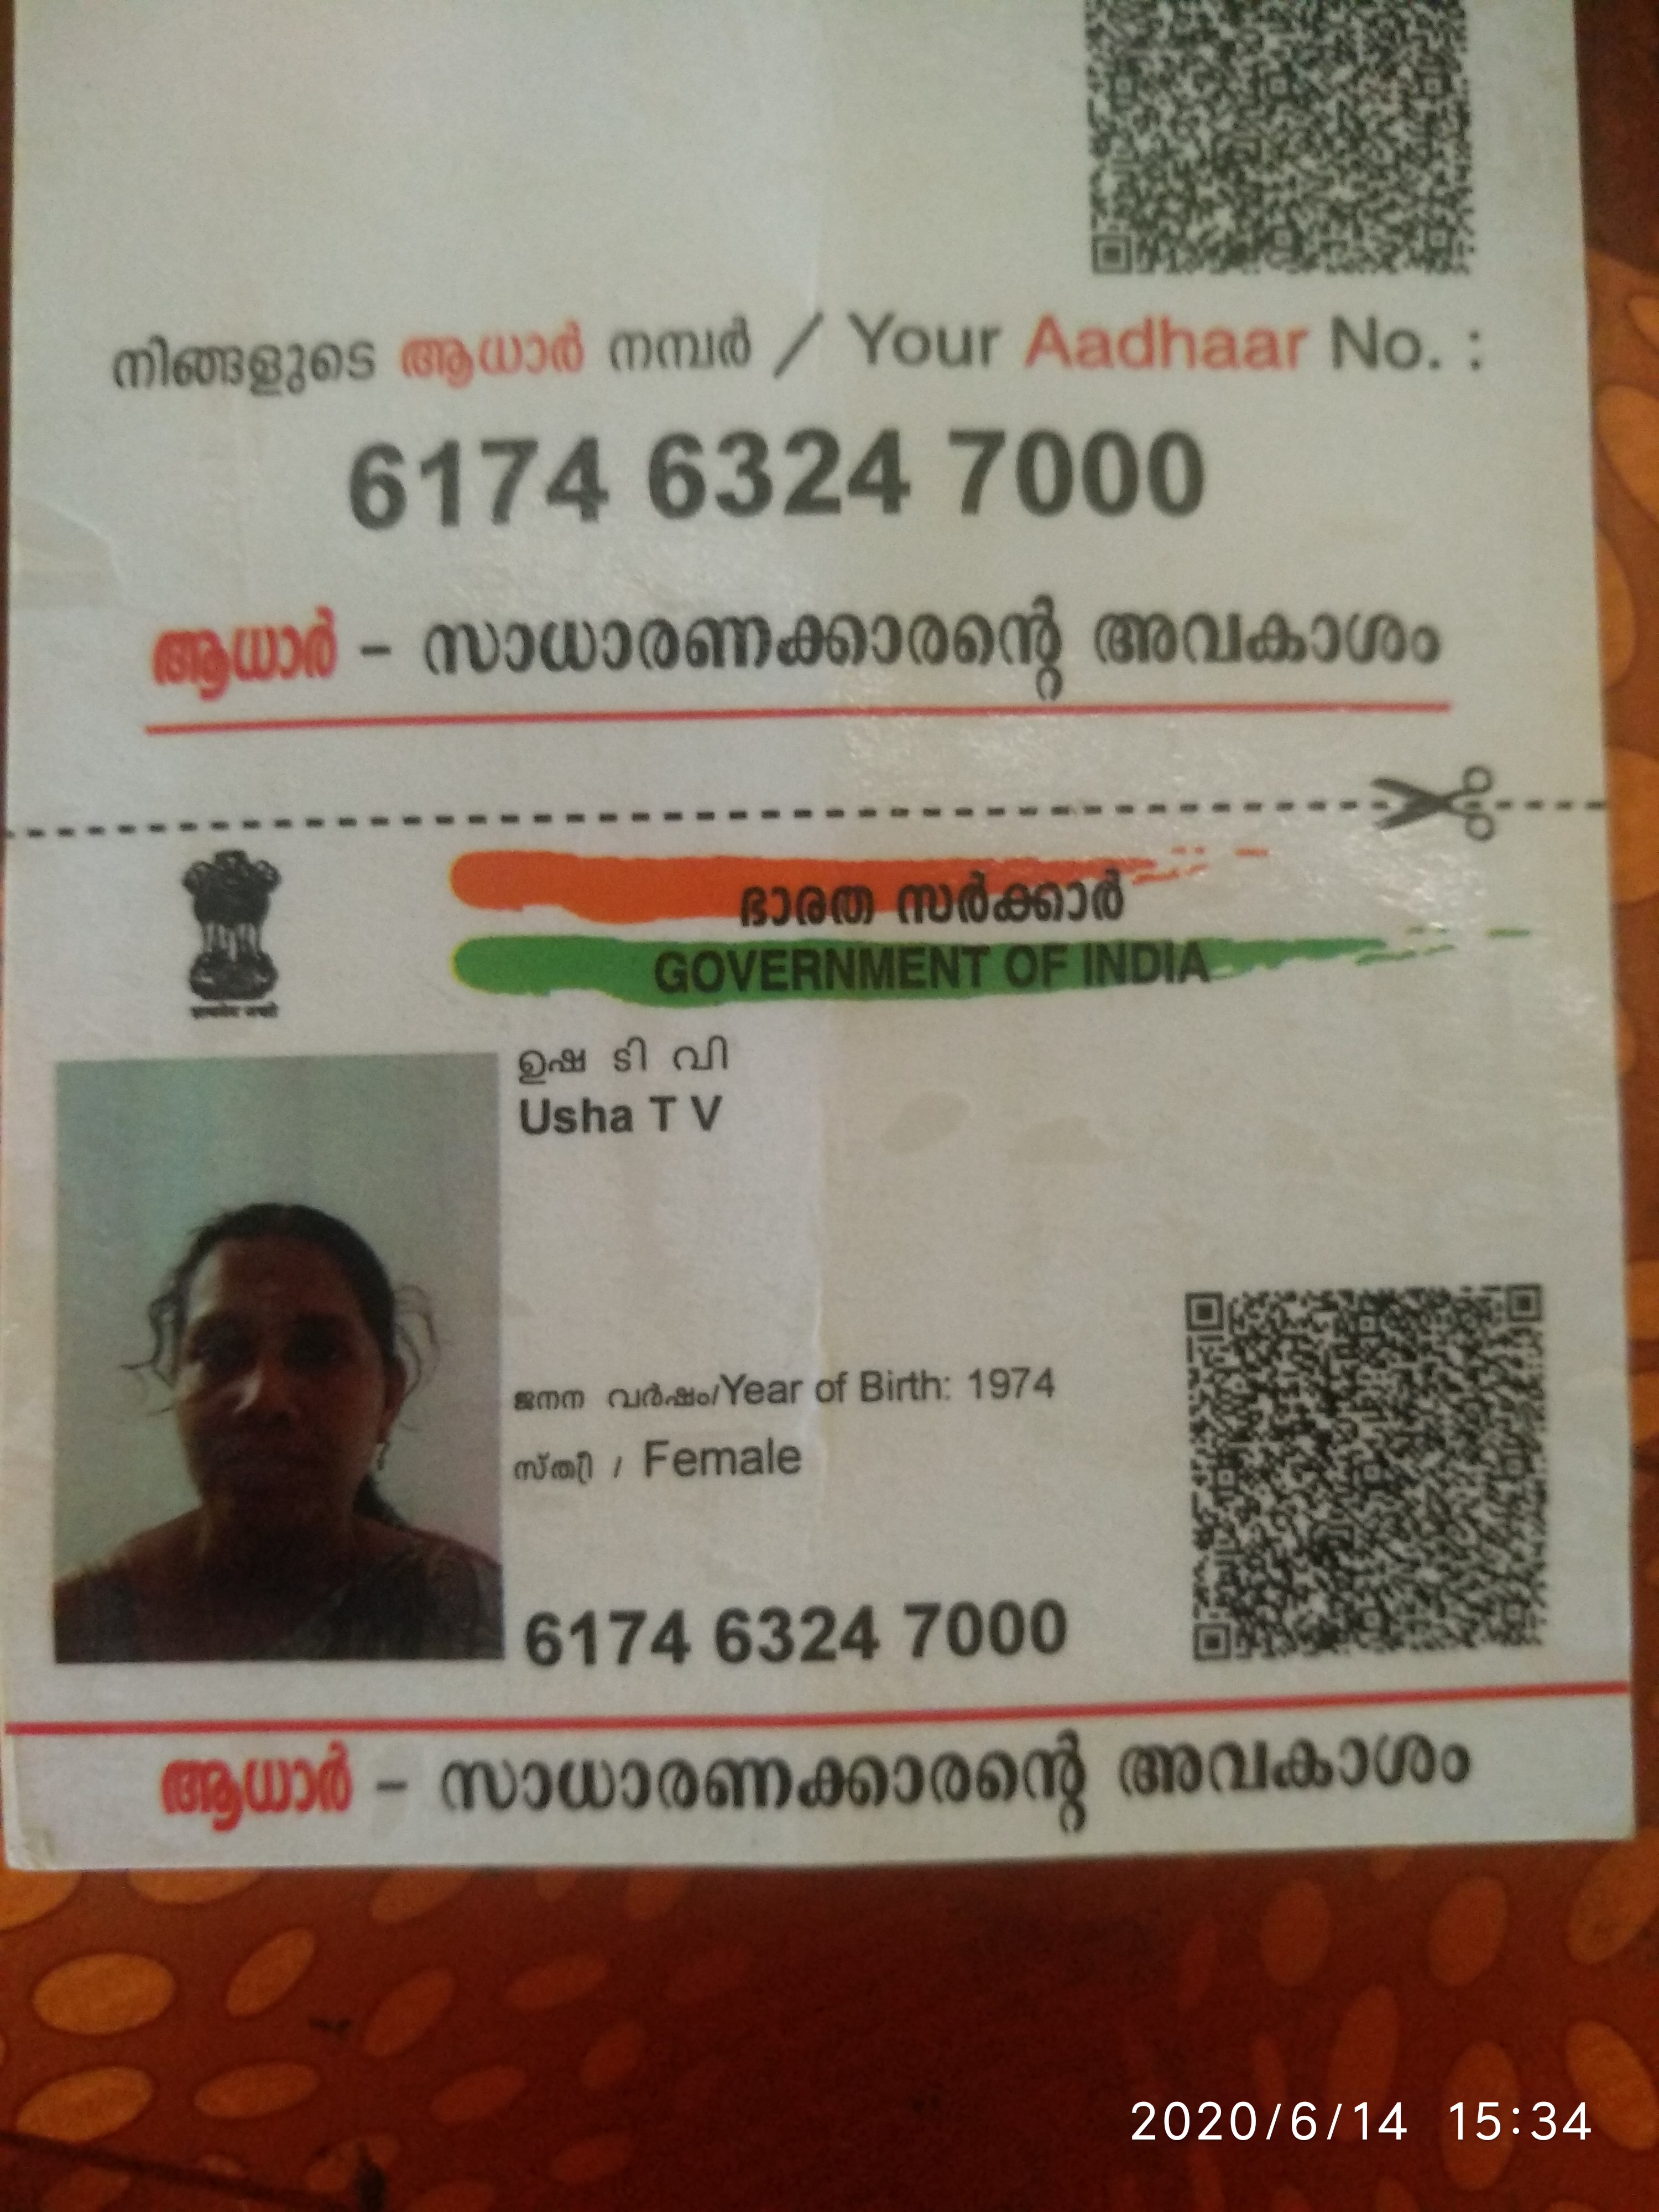 നിങ്ങളുടെ ആധാർ നമ്പർ / Your Aadhaar No. :
6174 6324 7000
ആധാർ – സാധാരണക്കാരന്റെ അവകാശം
ഭാരത സർക്കാർ
GOVERNMENT OF INDIA
ഉഷ ടി വി
Usha T V
ജനന വർഷം/Year of Birth: 1974
സ്ത്രീ / Female
6174 6324 7000
ആധാർ – സാധാരണക്കാരന്റെ അവകാശം
2020/6/14 15:34